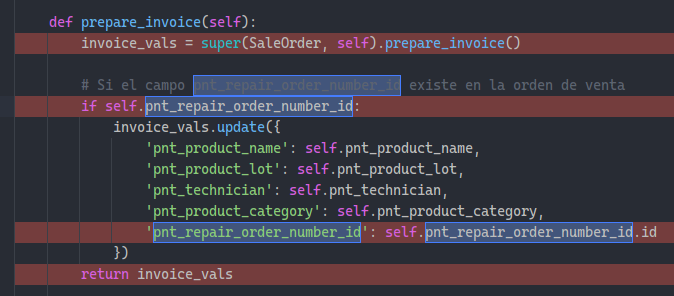 def prepare_invoice(self):
invoice_vals = super(SaleOrder, self).prepare_invoice()
# Si el campo pnt_repair_order_number_id existe en la orden de venta
if self.pnt_repair_order_number_id:
invoice_vals.update({
'pnt_product_name': self.pnt_product_name,
'pnt_product_lot': self.pnt_product_lot,
'pnt_technician': self.pnt_technician,
'pnt_product_category': self.pnt_product_category,
'pnt_repair_order_number_id': self.pnt_repair_order_number_id.id
})
return invoice_vals